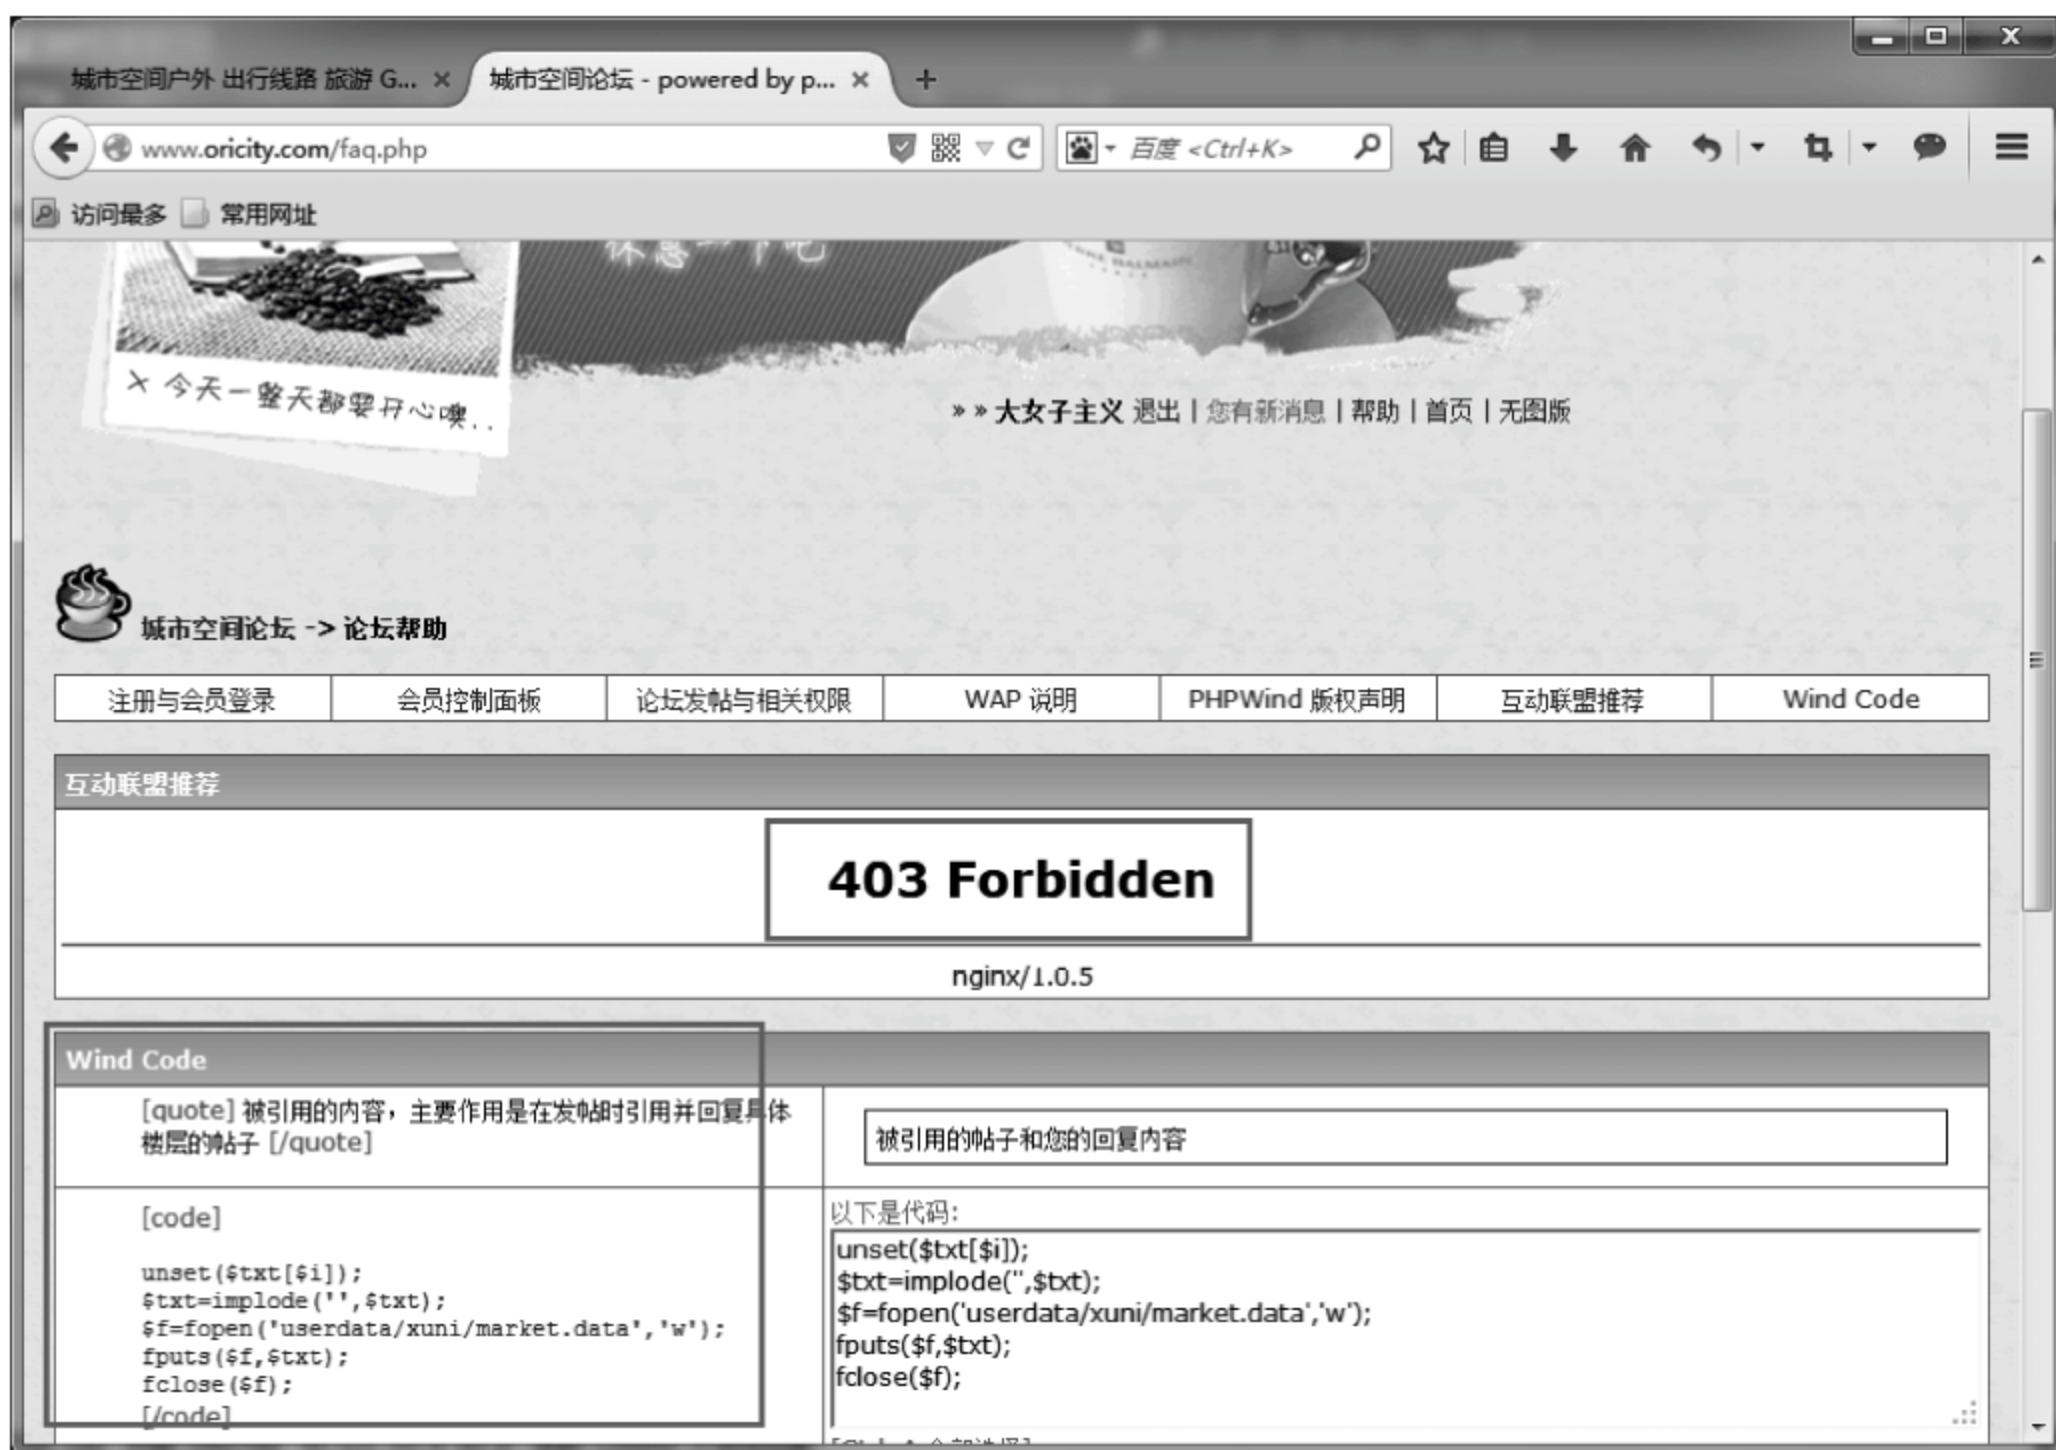 城市空间户外 出行线路 旅游 G...
城市空间论坛 - powered by p...
www.oricity.com/faq.php
百度 <Ctrl+K>
访问最多
常用网址
休息一下吧
今天一整天都要开心噢..
» » 大女子主义 退出 | 您有新消息 | 帮助 | 首页 | 无图版
城市空间论坛 -> 论坛帮助
注册与会员登录
会员控制面板
论坛发帖与相关权限
WAP 说明
PHPWind 版权声明
互动联盟推荐
Wind Code
互动联盟推荐
403 Forbidden
nginx/1.0.5
Wind Code
[quote] 被引用的内容，主要作用是在发帖时引用并回复具体
楼层的帖子 [/quote]
被引用的帖子和您的回复内容
[code]
unset($txt[$i]);
$txt=implode('',$txt);
$f=fopen('userdata/xuni/market.data','w');
fputs($f,$txt);
fclose($f);
[/code]
以下是代码:
unset($txt[$i]);
$txt=implode('',$txt);
$f=fopen('userdata/xuni/market.data','w');
fputs($f,$txt);
fclose($f);